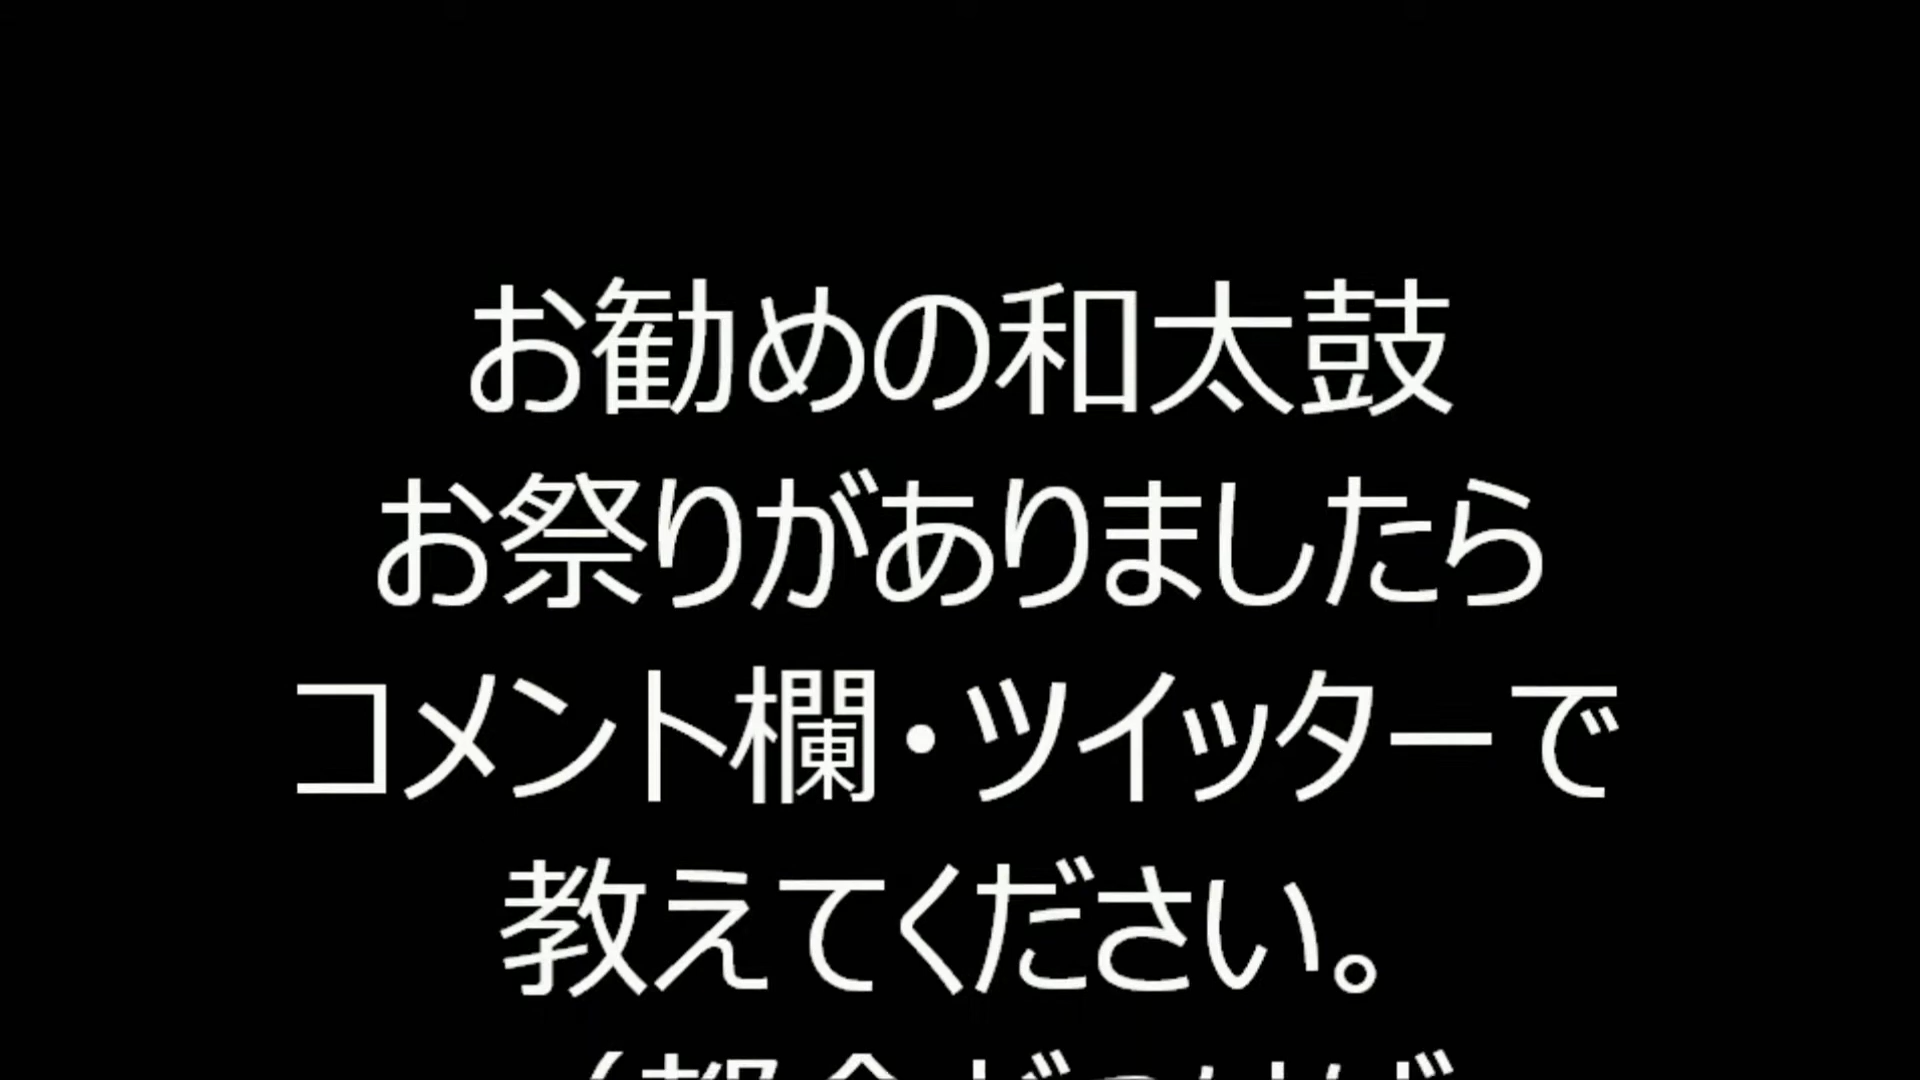 お勧めの和太鼓
お祭りがありましたら
コメント欄・ツイッターで
教えてください。